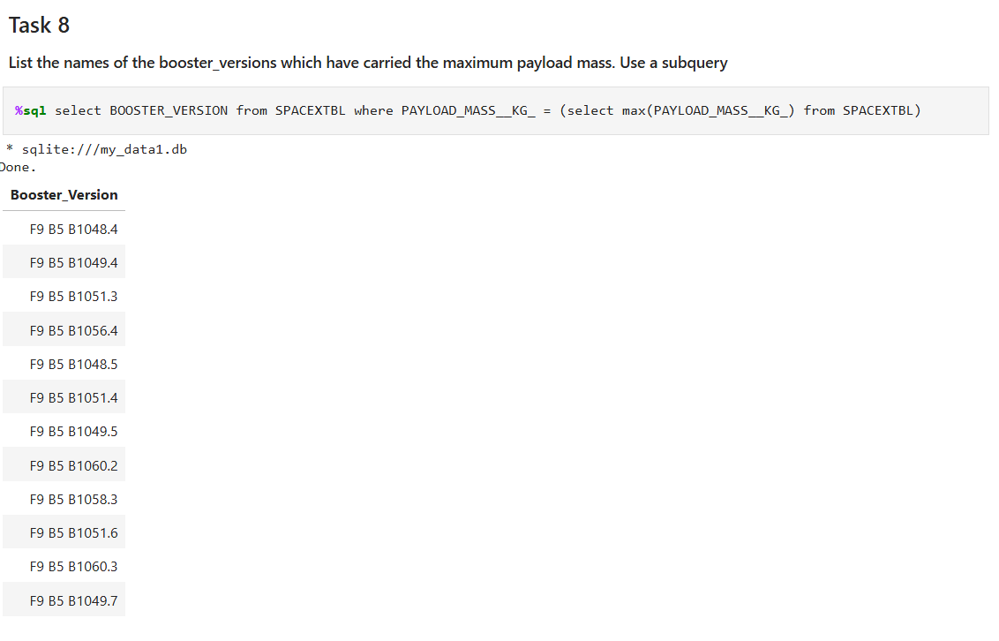 Task 8
List the names of the booster_versions which have carried the maximum payload mass. Use a subquery
%sql select BOOSTER_VERSION from SPACEXTBL where PAYLOAD_MASS__KG_ = (select max(PAYLOAD_MASS__KG_) from SPACEXTBL)
* sqlite:///my_data1.db
Done.
Booster_Version
F9 B5 B1048.4
F9 B5 B1049.4
F9 B5 B1051.3
F9 B5 B1056.4
F9 B5 B1048.5
F9 B5 B1051.4
F9 B5 B1049.5
F9 B5 B1060.2
F9 B5 B1058.3
F9 B5 B1051.6
F9 B5 B1060.3
F9 B5 B1049.7